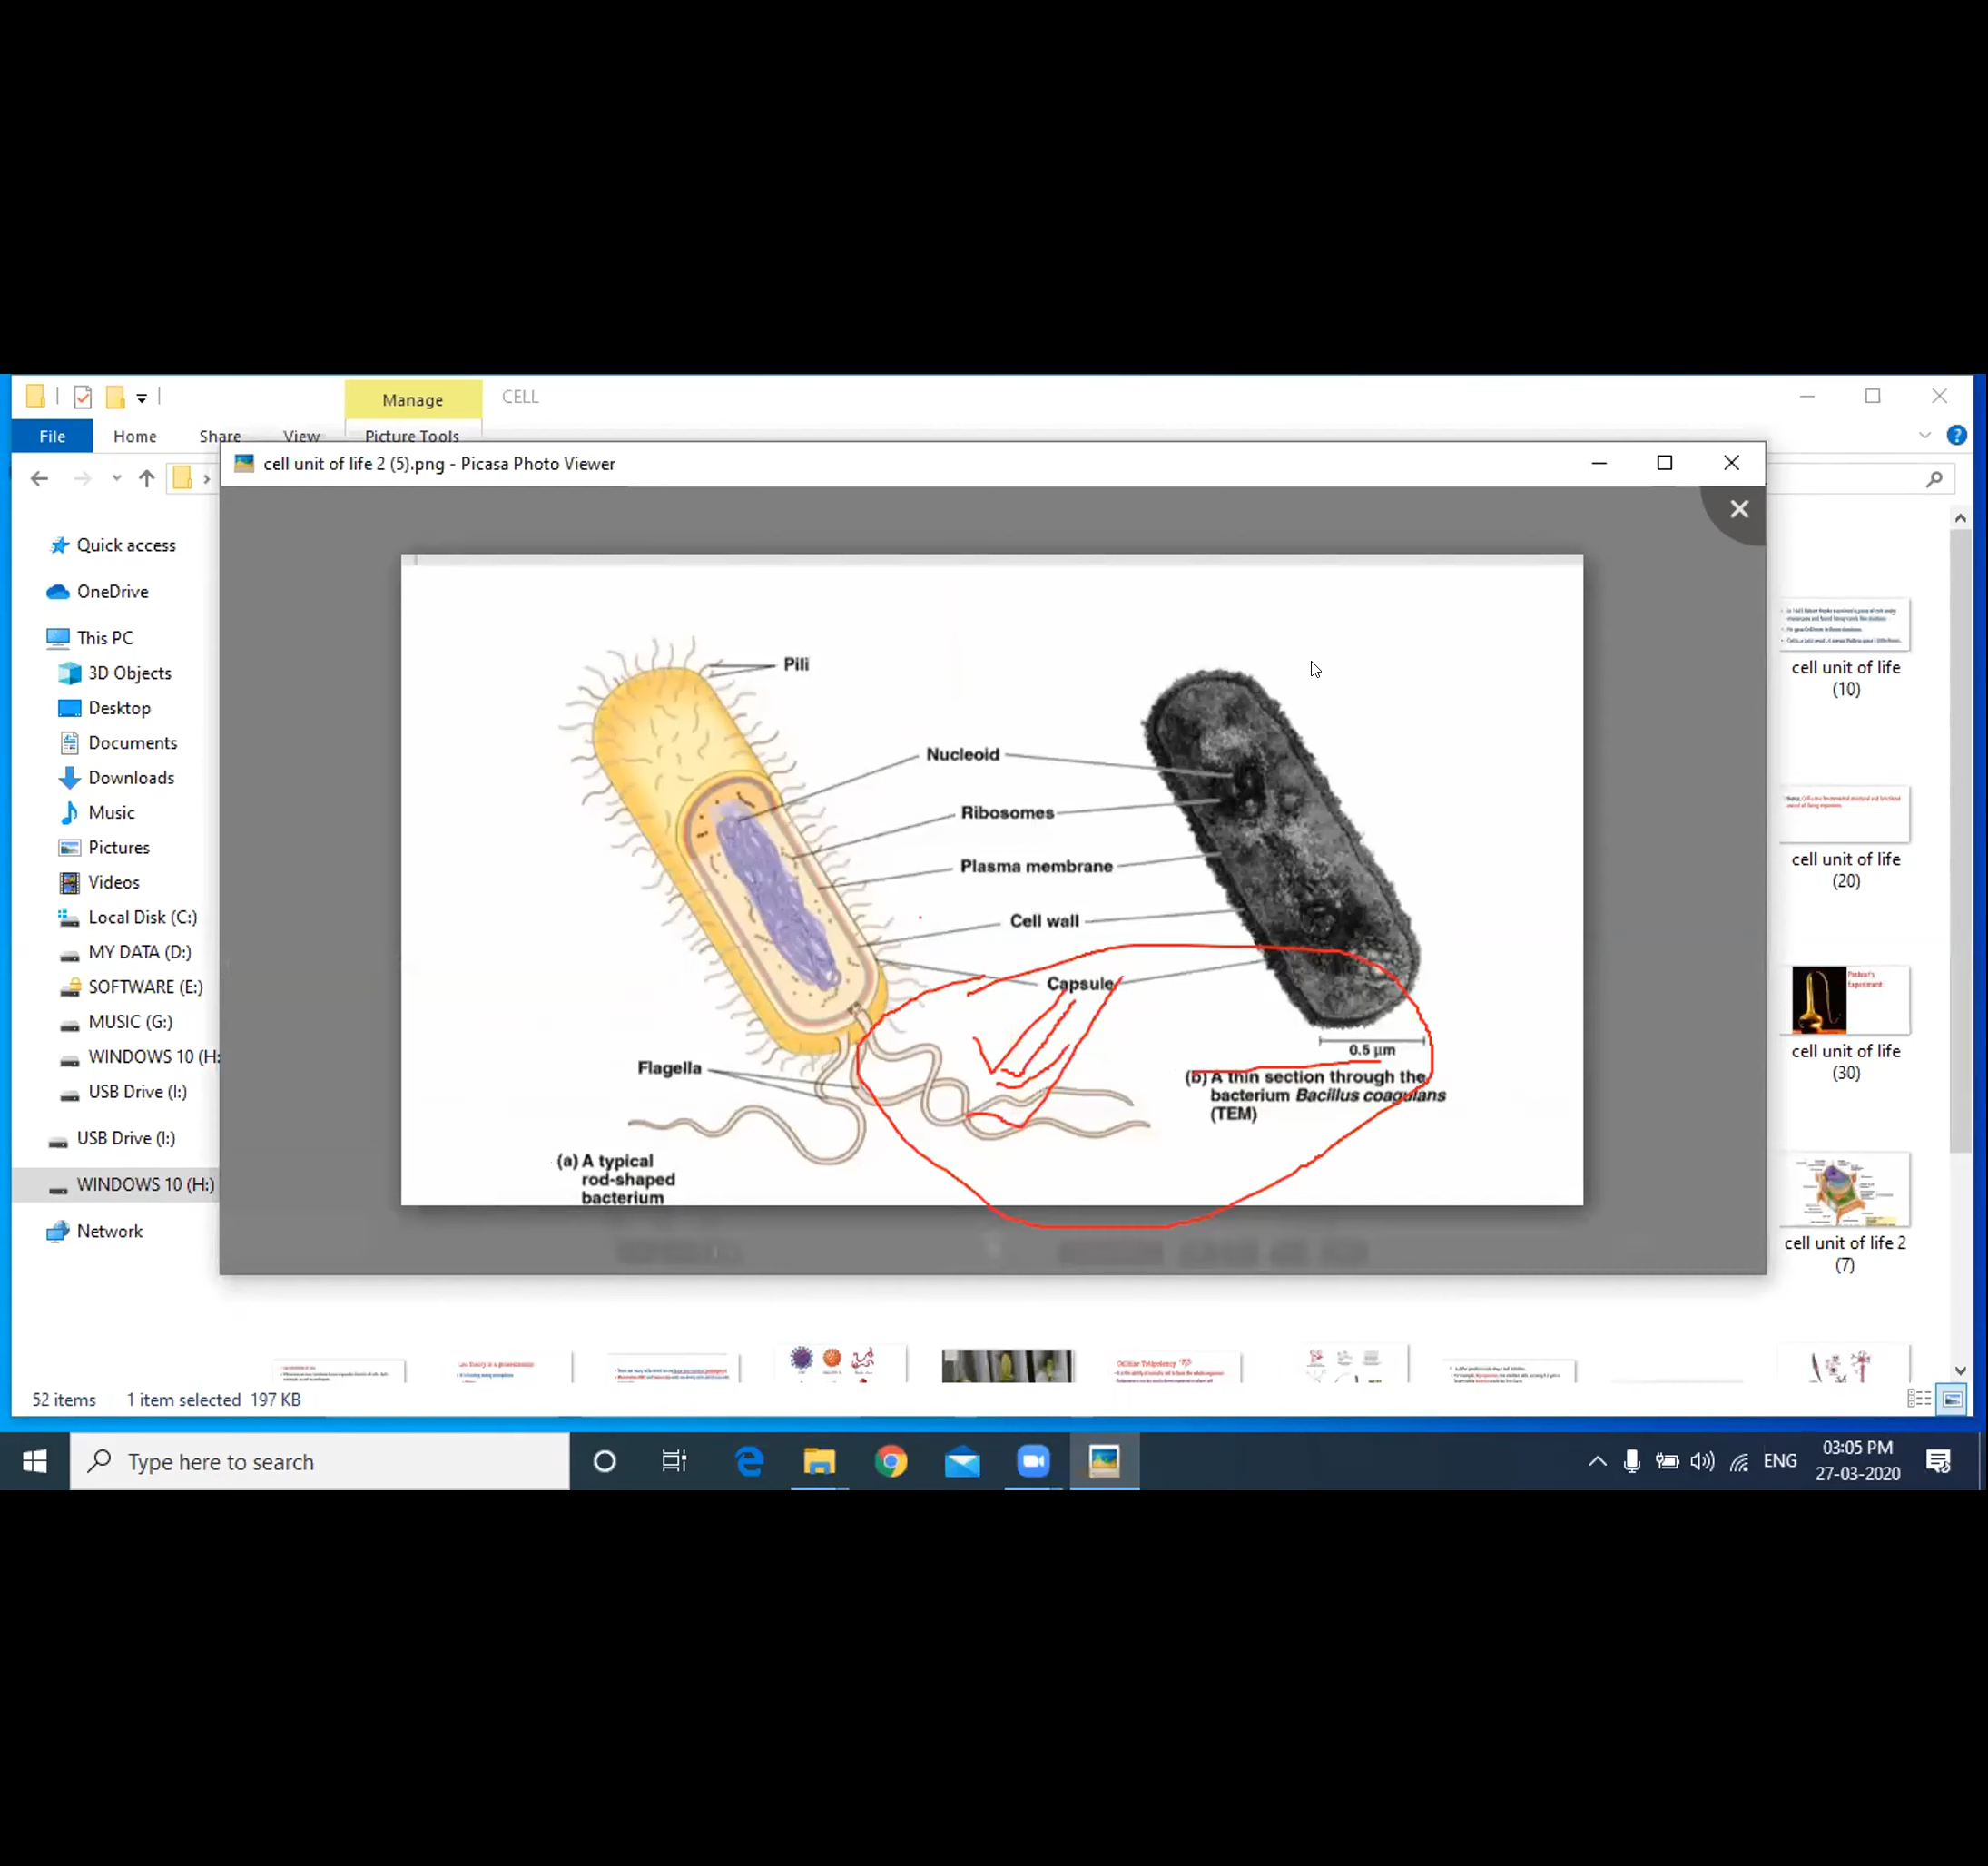 Manage
CELL
File
Home
Share
View
Picture Tools
cell unit of life 2 (5).png - Picasa Photo Viewer
Quick access
OneDrive
This PC
3D Objects
Desktop
Documents
Downloads
Music
Pictures
Videos
Local Disk (C:)
MY DATA (D:)
SOFTWARE (E:)
MUSIC (G:)
WINDOWS 10 (H:
USB Drive (I:)
USB Drive (I:)
WINDOWS 10 (H:)
Network
Pili
Nucleoid
Ribosomes
Plasma membrane
Cell wall
Capsule
Flagella
0.5 µm
(a) A typical
rod-shaped
bacterium
(b) A thin section through the
bacterium Bacillus coagulans
(TEM)
cell unit of life
(10)
cell unit of life
(20)
Pasteur's
Experiment
cell unit of life
(30)
cell unit of life 2
(7)
Cellular Totipotency
52 items
1 item selected 197 KB
Type here to search
ENG
03:05 PM
27-03-2020